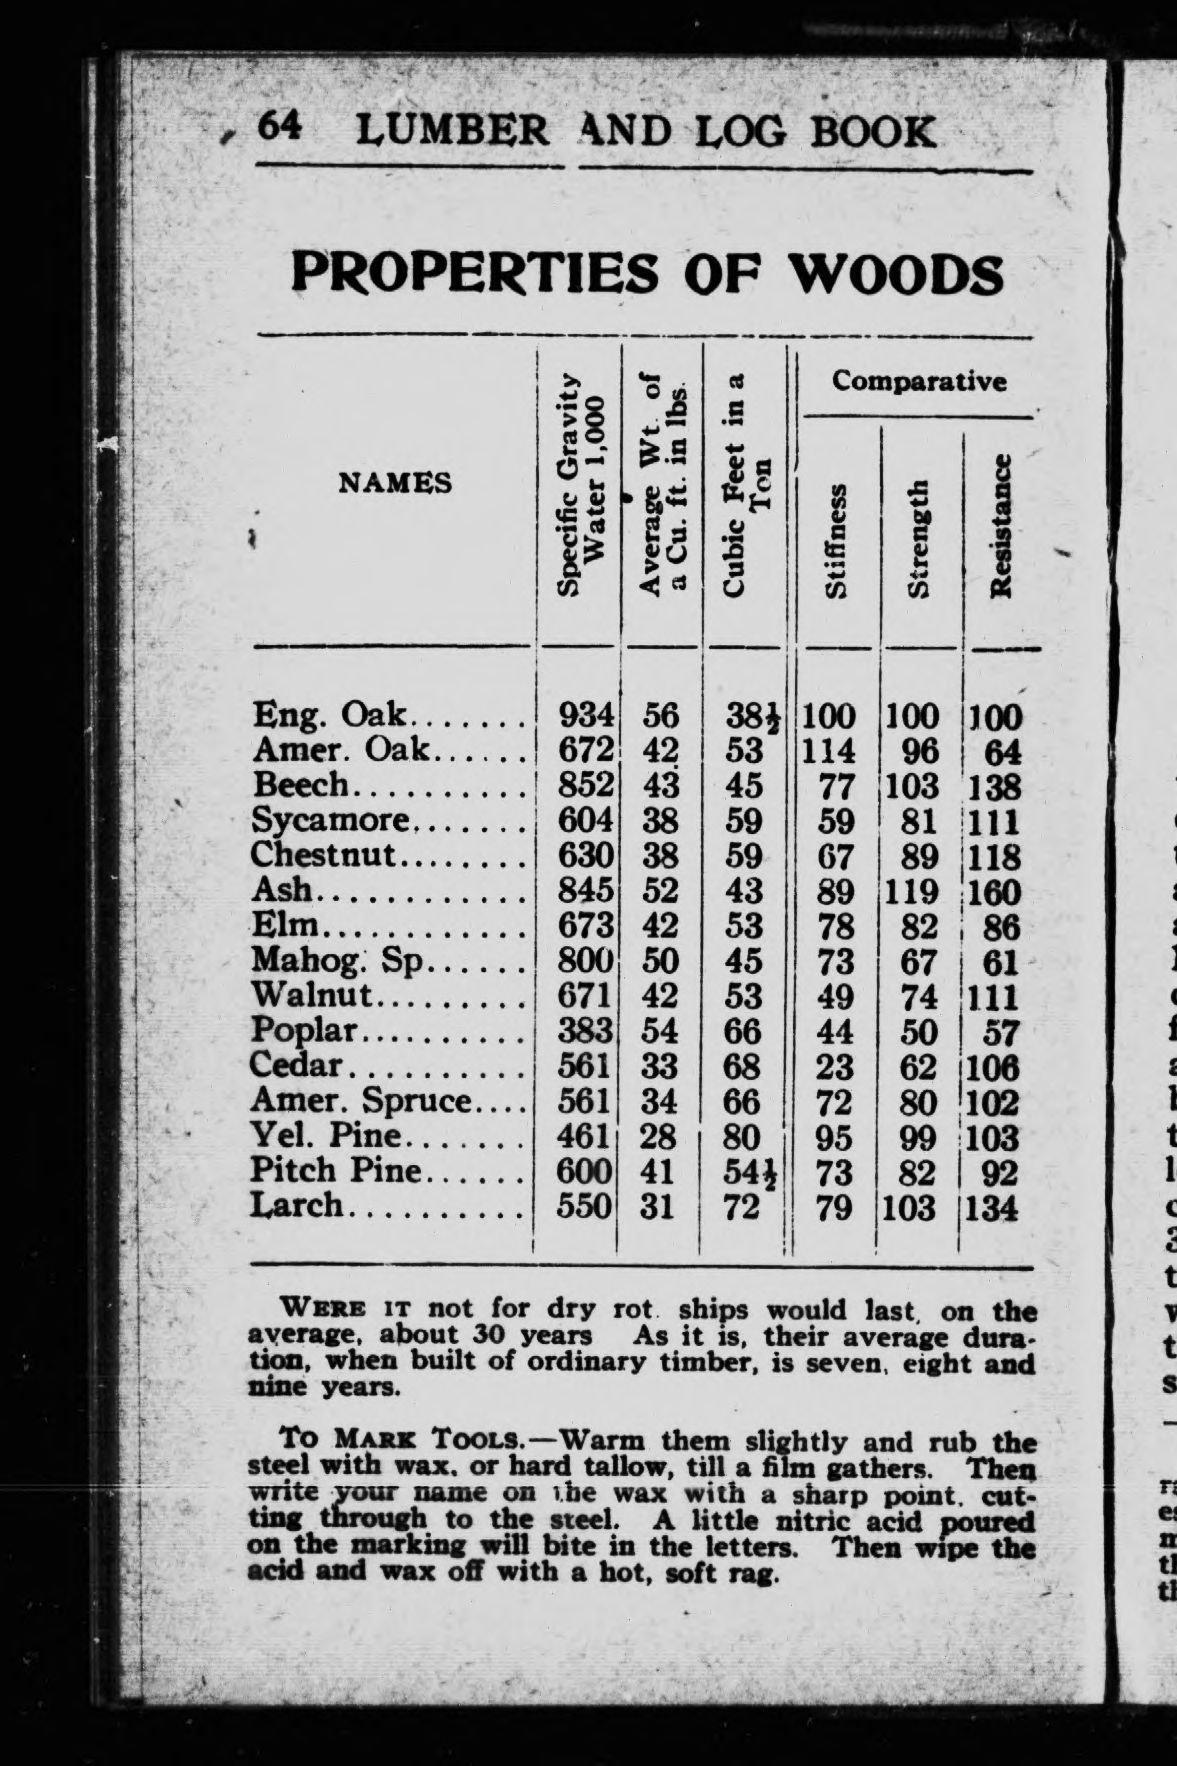 64 LUMBER AND LOG BOOK
PROPERTIES OF WOODS
NAMES
Specific Gravity
Water 1,000
Average Wt. of
a Cu. ft. in lbs.
Cubic Feet in a
Ton
Comparative
Stiffness
Strength
Resistance
Eng. Oak....... 934 56 38½ 100 100 100
Amer. Oak...... 672 42 53 114 96 64
Beech.......... 852 43 45 77 103 138
Sycamore....... 604 38 59 59 81 111
Chestnut........ 630 38 59 67 89 118
Ash............ 845 52 43 89 119 160
Elm............ 673 42 53 78 82 86
Mahog. Sp...... 800 50 45 73 67 61
Walnut......... 671 42 53 49 74 111
Poplar.......... 383 54 66 44 50 57
Cedar.......... 561 33 68 23 62 106
Amer. Spruce.... 561 34 66 72 80 102
Yel. Pine....... 461 28 80 95 99 103
Pitch Pine...... 600 41 54½ 73 82 92
Larch.......... 550 31 72 79 103 134
WERE IT not for dry rot ships would last, on the
average, about 30 years As it is, their average dura-
tion, when built of ordinary timber, is seven, eight and
nine years.
TO MARK TOOLS.—Warm them slightly and rub the
steel with wax, or hard tallow, till a film gathers. Then
write your name on the wax with a sharp point, cut-
ting through to the steel. A little nitric acid poured
on the marking will bite in the letters. Then wipe the
acid and wax off with a hot, soft rag.